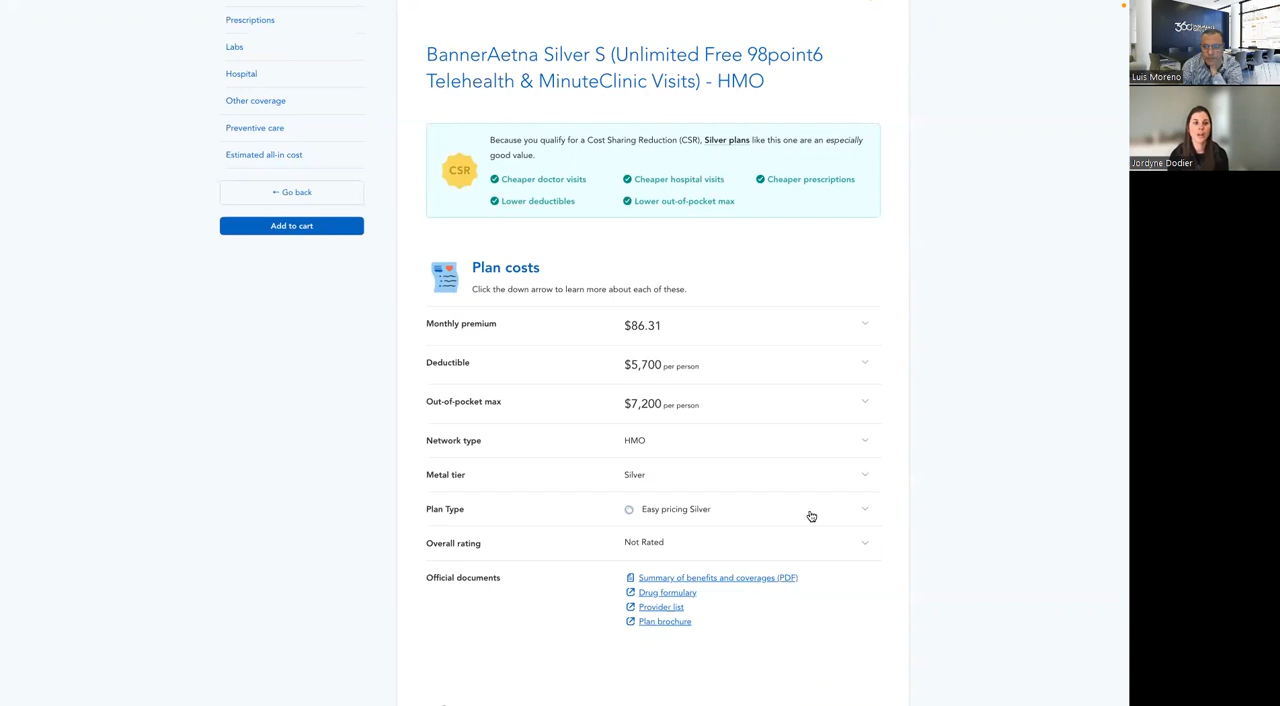 Prescriptions
Labs
Hospital
Other coverage
Preventive care
Estimated all-in cost
← Go back
Add to cart
BannerAetna Silver S (Unlimited Free 98point6
Telehealth & MinuteClinic Visits) - HMO
CSR
Because you qualify for a Cost Sharing Reduction (CSR), Silver plans like this one are an especially
good value.
Cheaper doctor visits
Cheaper hospital visits
Cheaper prescriptions
Lower deductibles
Lower out-of-pocket max
Plan costs
Click the down arrow to learn more about each of these.
Monthly premium
$86.31
Deductible
$5,700 per person
Out-of-pocket max
$7,200 per person
Network type
HMO
Metal tier
Silver
Plan Type
Easy pricing Silver
Overall rating
Not Rated
Official documents
Summary of benefits and coverages (PDF)
Drug formulary
Provider list
Plan brochure
360
Luis Moreno
Jordyne Dodier